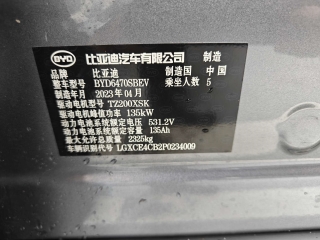 BYD 比亚迪汽车有限公司 制造
品牌 比亚迪 制造国 中国
整车型号 BYD6470SBEV 乘坐人数 5
制造年月 2023年04月
驱动电机型号 TZ200XSK
驱动电机峰值功率 135kW
动力电池系统额定电压 531.2V
动力电池系统额定容量 135Ah
最大允许总质量 2325kg
车辆识别代号 LGXCE4CB2P0234009